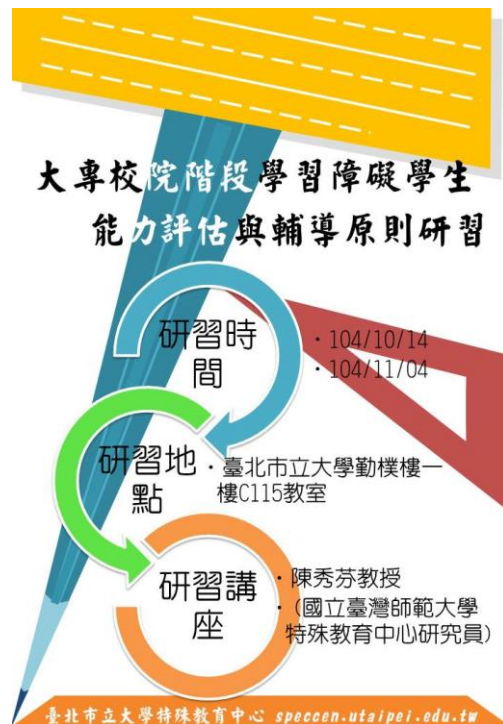 大專校院階段學習障礙學生
能力評估與輔導原則研習
研習時
間
・104/10/14
・104/11/04
研習地
點
・臺北市立大學勤樸樓一
樓C115教室
研習講
座
・陳秀芬教授
・(國立臺灣師範大學
特殊教育中心研究員)
臺北市立大學特殊教育中心 speccen.utaipei.edu.tw